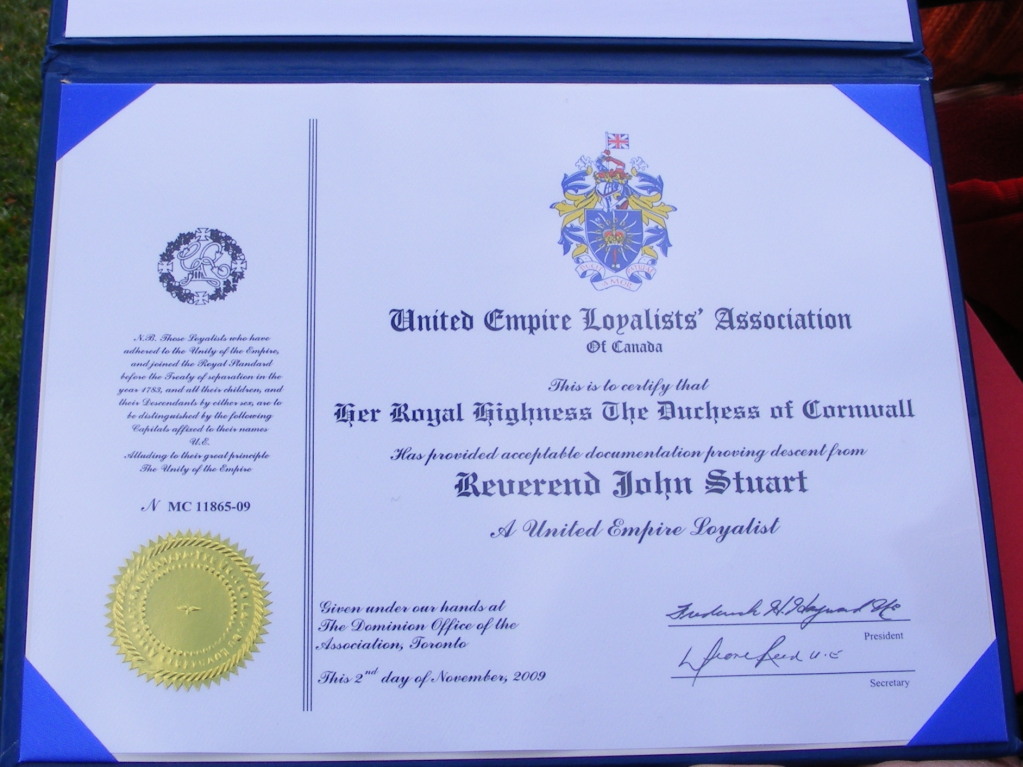 N.B. Those Loyalists who have
adhered to the Unity of the Empire,
and joined the Royal Standard
before the Treaty of separation in the
year 1783, and all their children, and
their Descendants by either sex, are to
be distinguished by the following
Capitals affixed to their names
U.E.
Alluding to their great principle
The Unity of the Empire
N MC 11865-09
United Empire Loyalists' Association
Of Canada
This is to certify that
Her Royal Highness The Duchess of Cornwall
Has provided acceptable documentation proving descent from
Reverend John Stuart
A United Empire Loyalist
Given under our hands at
The Dominion Office of the
Association, Toronto
This 2nd day of November, 2009
Frederick H. Hayward UE
President
U.E.
Secretary